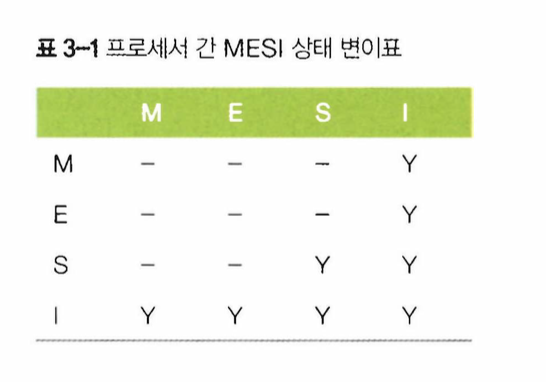 표 3-1 프로세서 간 MESI 상태 변이표
M E S I
M – – – Y
E – – – Y
S – – Y Y
I Y Y Y Y